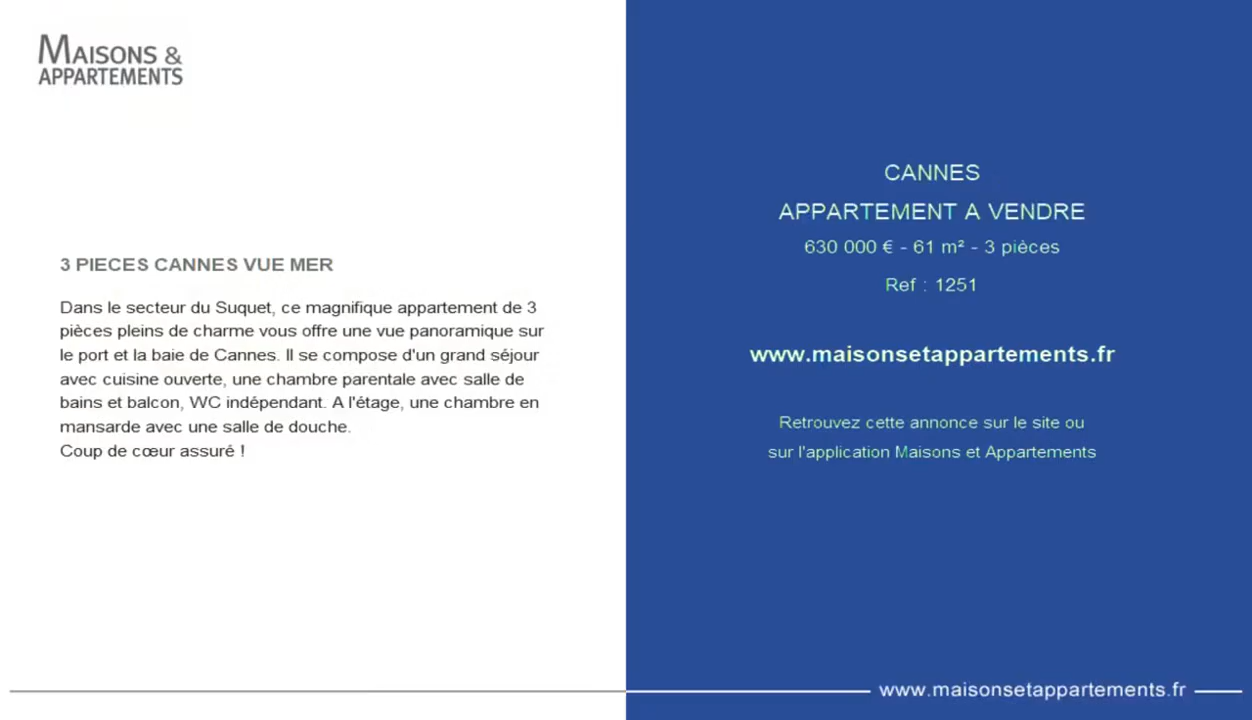 MAISONS &
APPARTEMENTS
3 PIECES CANNES VUE MER
Dans le secteur du Suquet, ce magnifique appartement de 3
pièces pleins de charme vous offre une vue panoramique sur
le port et la baie de Cannes. Il se compose d'un grand séjour
avec cuisine ouverte, une chambre parentale avec salle de
bains et balcon, WC indépendant. A l'étage, une chambre en
mansarde avec une salle de douche.
Coup de cœur assuré !
CANNES
APPARTEMENT A VENDRE
630 000 € - 61 m² - 3 pièces
Ref : 1251
www.maisonsetappartements.fr
Retrouvez cette annonce sur le site ou
sur l'application Maisons et Appartements
www.maisonsetappartements.fr